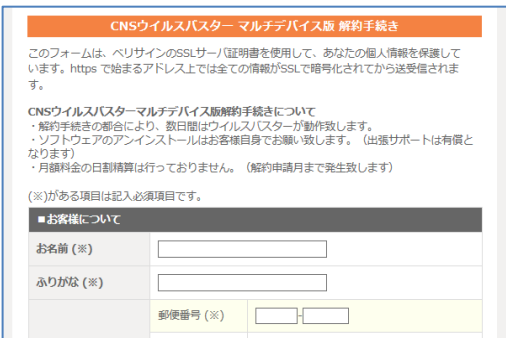 CNSウイルスバスター マルチデバイス版 解約手続き
このフォームは、ベリサインのSSLサーバ証明書を使用して、あなたの個人情報を保護して
います。https で始まるアドレス上では全ての情報がSSLで暗号化されてから送受信されま
す。
CNSウイルスバスターマルチデバイス版解約手続きについて
・解約手続きの都合により、数日間はウイルスバスターが動作致します。
・ソフトウェアのアンインストールはお客様自身でお願い致します。（出張サポートは有償と
なります）
・月額料金の日割精算は行っておりません。（解約申請月まで発生致します）
(※)がある項目は記入必須項目です。
■お客様について
お名前 (※)
ふりがな (※)
郵便番号 (※)
-